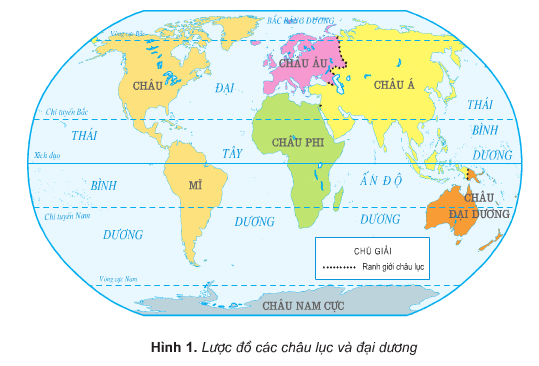 BẮC BĂNG DƯƠNG
Vòng cực Bắc
CHÂU ÂU
CHÂU
ĐẠI
CHÂU Á
THÁI
Chí tuyến Bắc
THÁI
BÌNH
CHÂU PHI
TÂY
DƯƠNG
Xích đạo
BÌNH
MĨ
ẤN ĐỘ
CHÂU
ĐẠI DƯƠNG
Chí tuyến Nam
DƯƠNG
DƯƠNG
DƯƠNG
CHÚ GIẢI
Ranh giới châu lục
Vòng cực Nam
CHÂU NAM CỰC
Hình 1. Lược đồ các châu lục và đại dương